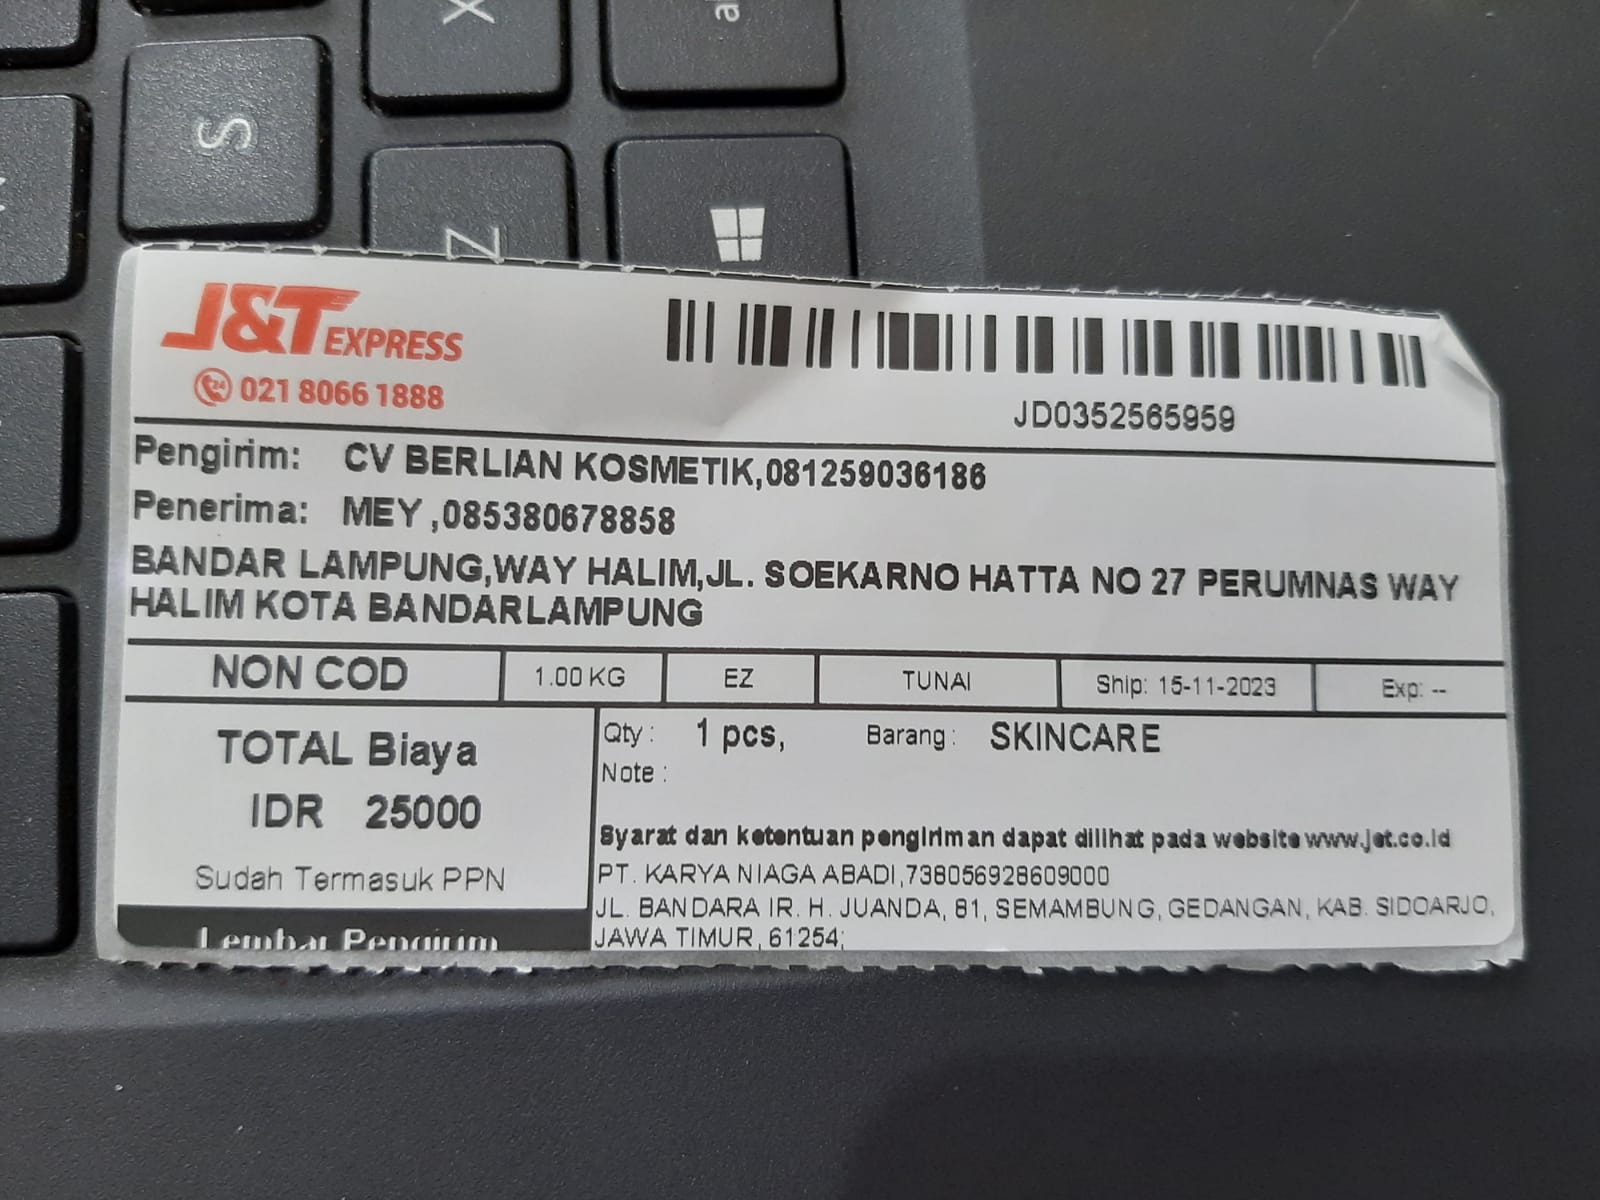 X
al
S
Z
J&T EXPRESS
24 021 8066 1888
JD0352565959
Pengirim: CV BERLIAN KOSMETIK,081259036186
Penerima: MEY ,085380678858
BANDAR LAMPUNG,WAY HALIM,JL. SOEKARNO HATTA NO 27 PERUMNAS WAY
HALIM KOTA BANDARLAMPUNG
NON COD 1.00 KG EZ TUNAI Ship: 15-11-2023 Exp: --
TOTAL Biaya
IDR 25000
Sudah Termasuk PPN
Lembar Pengirim
Qty : 1 pcs, Barang : SKINCARE
Note :
Syarat dan ketentuan pengiriman dapat dilihat pada website www.jet.co.id
PT. KARYA NIAGA ABADI,738056928609000
JL. BANDARA IR. H. JUANDA, 81, SEMAMBUNG, GEDANGAN, KAB. SIDOARJO,
JAWA TIMUR, 61254;